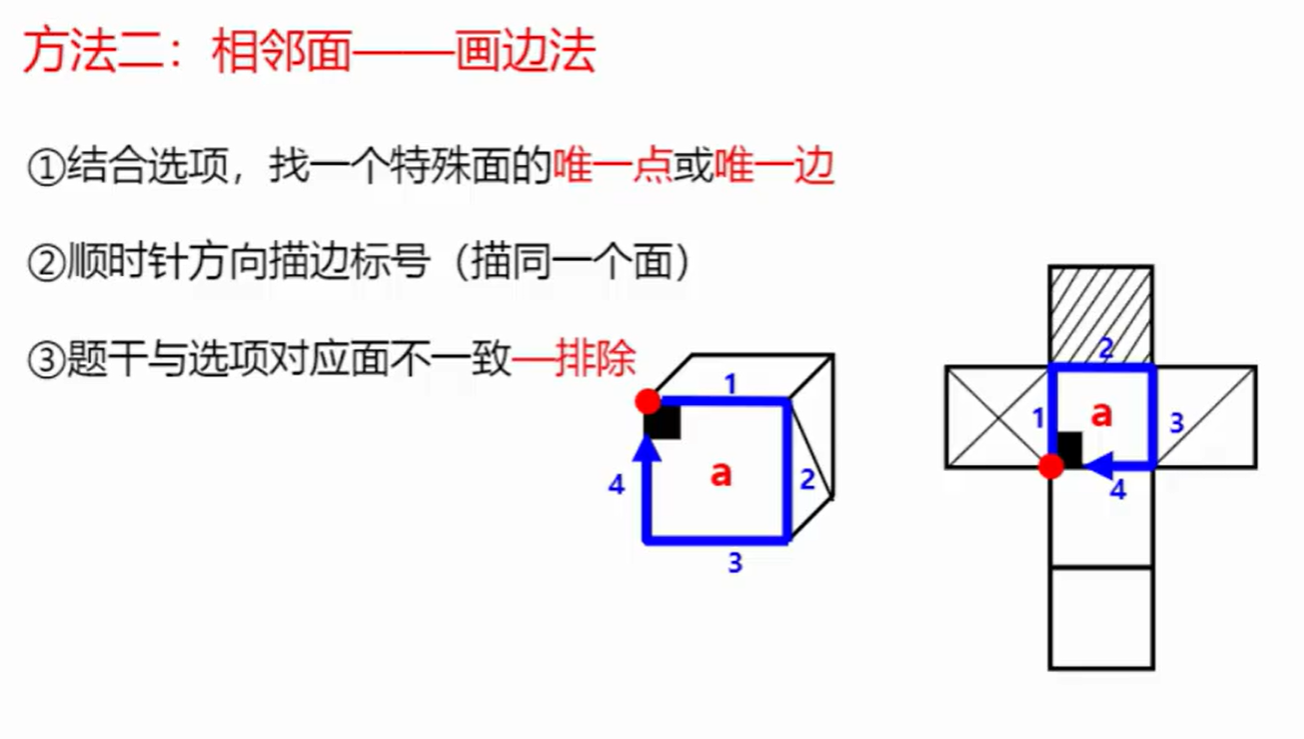 方法二：相邻面——画边法
①结合选项，找一个特殊面的唯一点或唯一边
②顺时针方向描边标号（描同一个面）
③题干与选项对应面不一致—排除
1
4 a 2
3
2
1 a 3
4